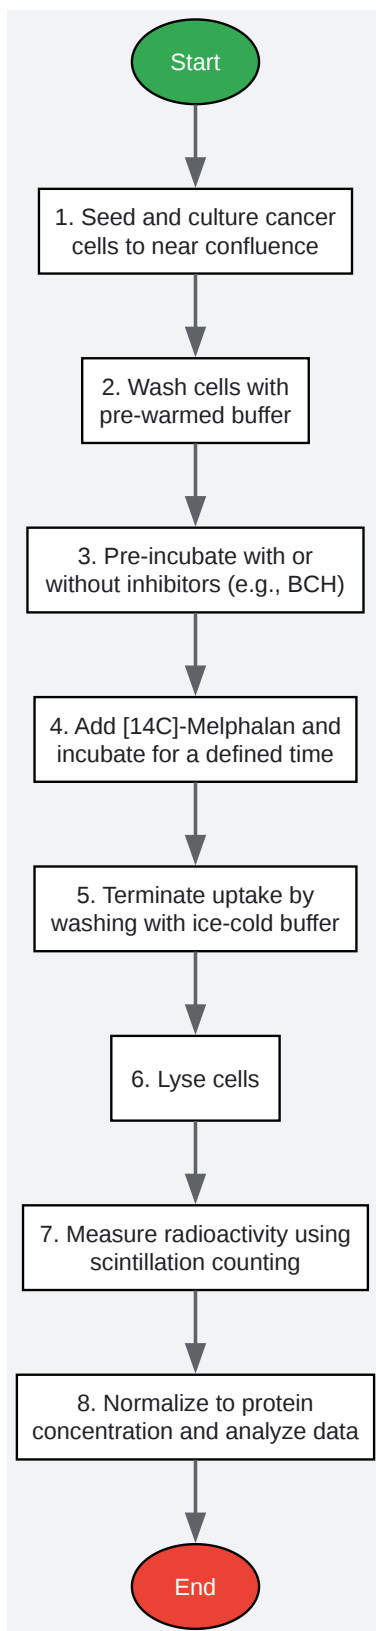 Start
1. Seed and culture cancer
cells to near confluence
2. Wash cells with
pre-warmed buffer
3. Pre-incubate with or
without inhibitors (e.g., BCH)
4. Add [14C]-Melphalan and
incubate for a defined time
5. Terminate uptake by
washing with ice-cold buffer
6. Lyse cells
7. Measure radioactivity using
scintillation counting
8. Normalize to protein
concentration and analyze data
End